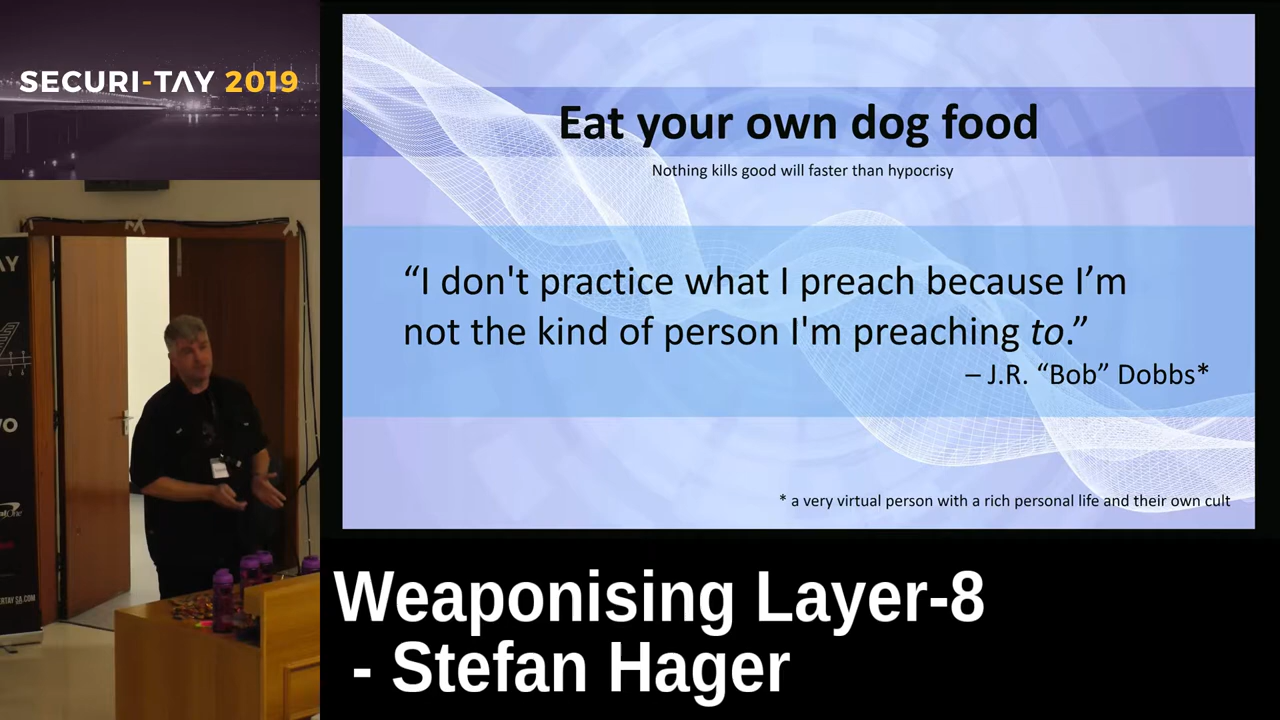 SECURI-TAY 2019
Eat your own dog food
Nothing kills good will faster than hypocrisy
“I don't practice what I preach because I’m
not the kind of person I'm preaching to.”
– J.R. “Bob” Dobbs*
* a very virtual person with a rich personal life and their own cult
AY
WO
Weaponising Layer-8
- Stefan Hager